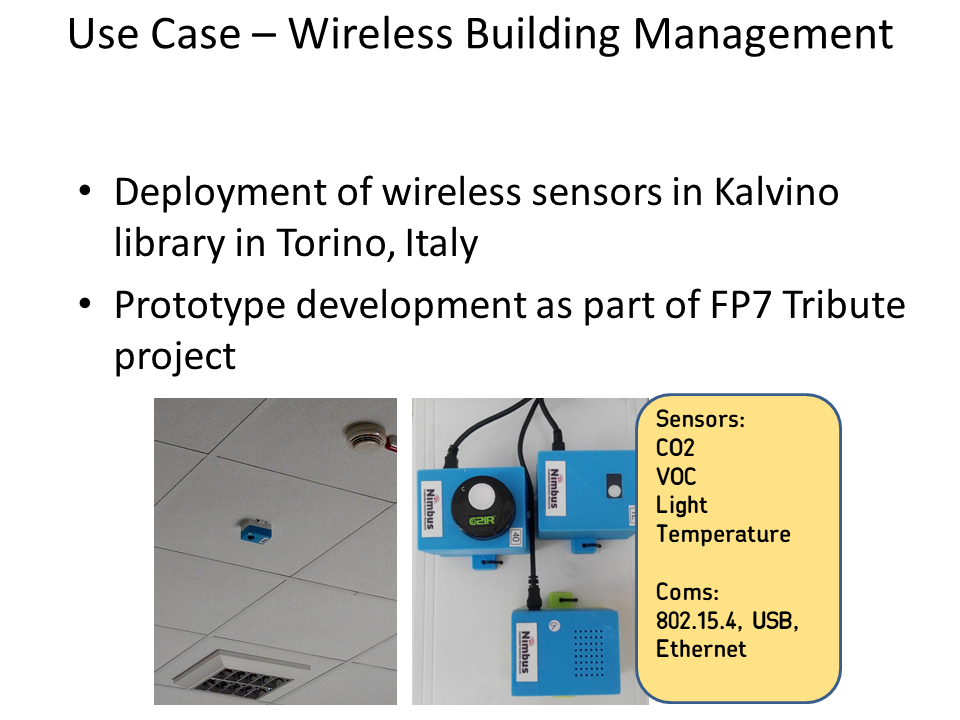 Use Case – Wireless Building Management
• Deployment of wireless sensors in Kalvino
library in Torino, Italy
• Prototype development as part of FP7 Tribute
project
Nimbus
C2IR
40
Nimbus
Nimbus
Sensors:
CO2
VOC
Light
Temperature
Coms:
802.15.4, USB,
Ethernet